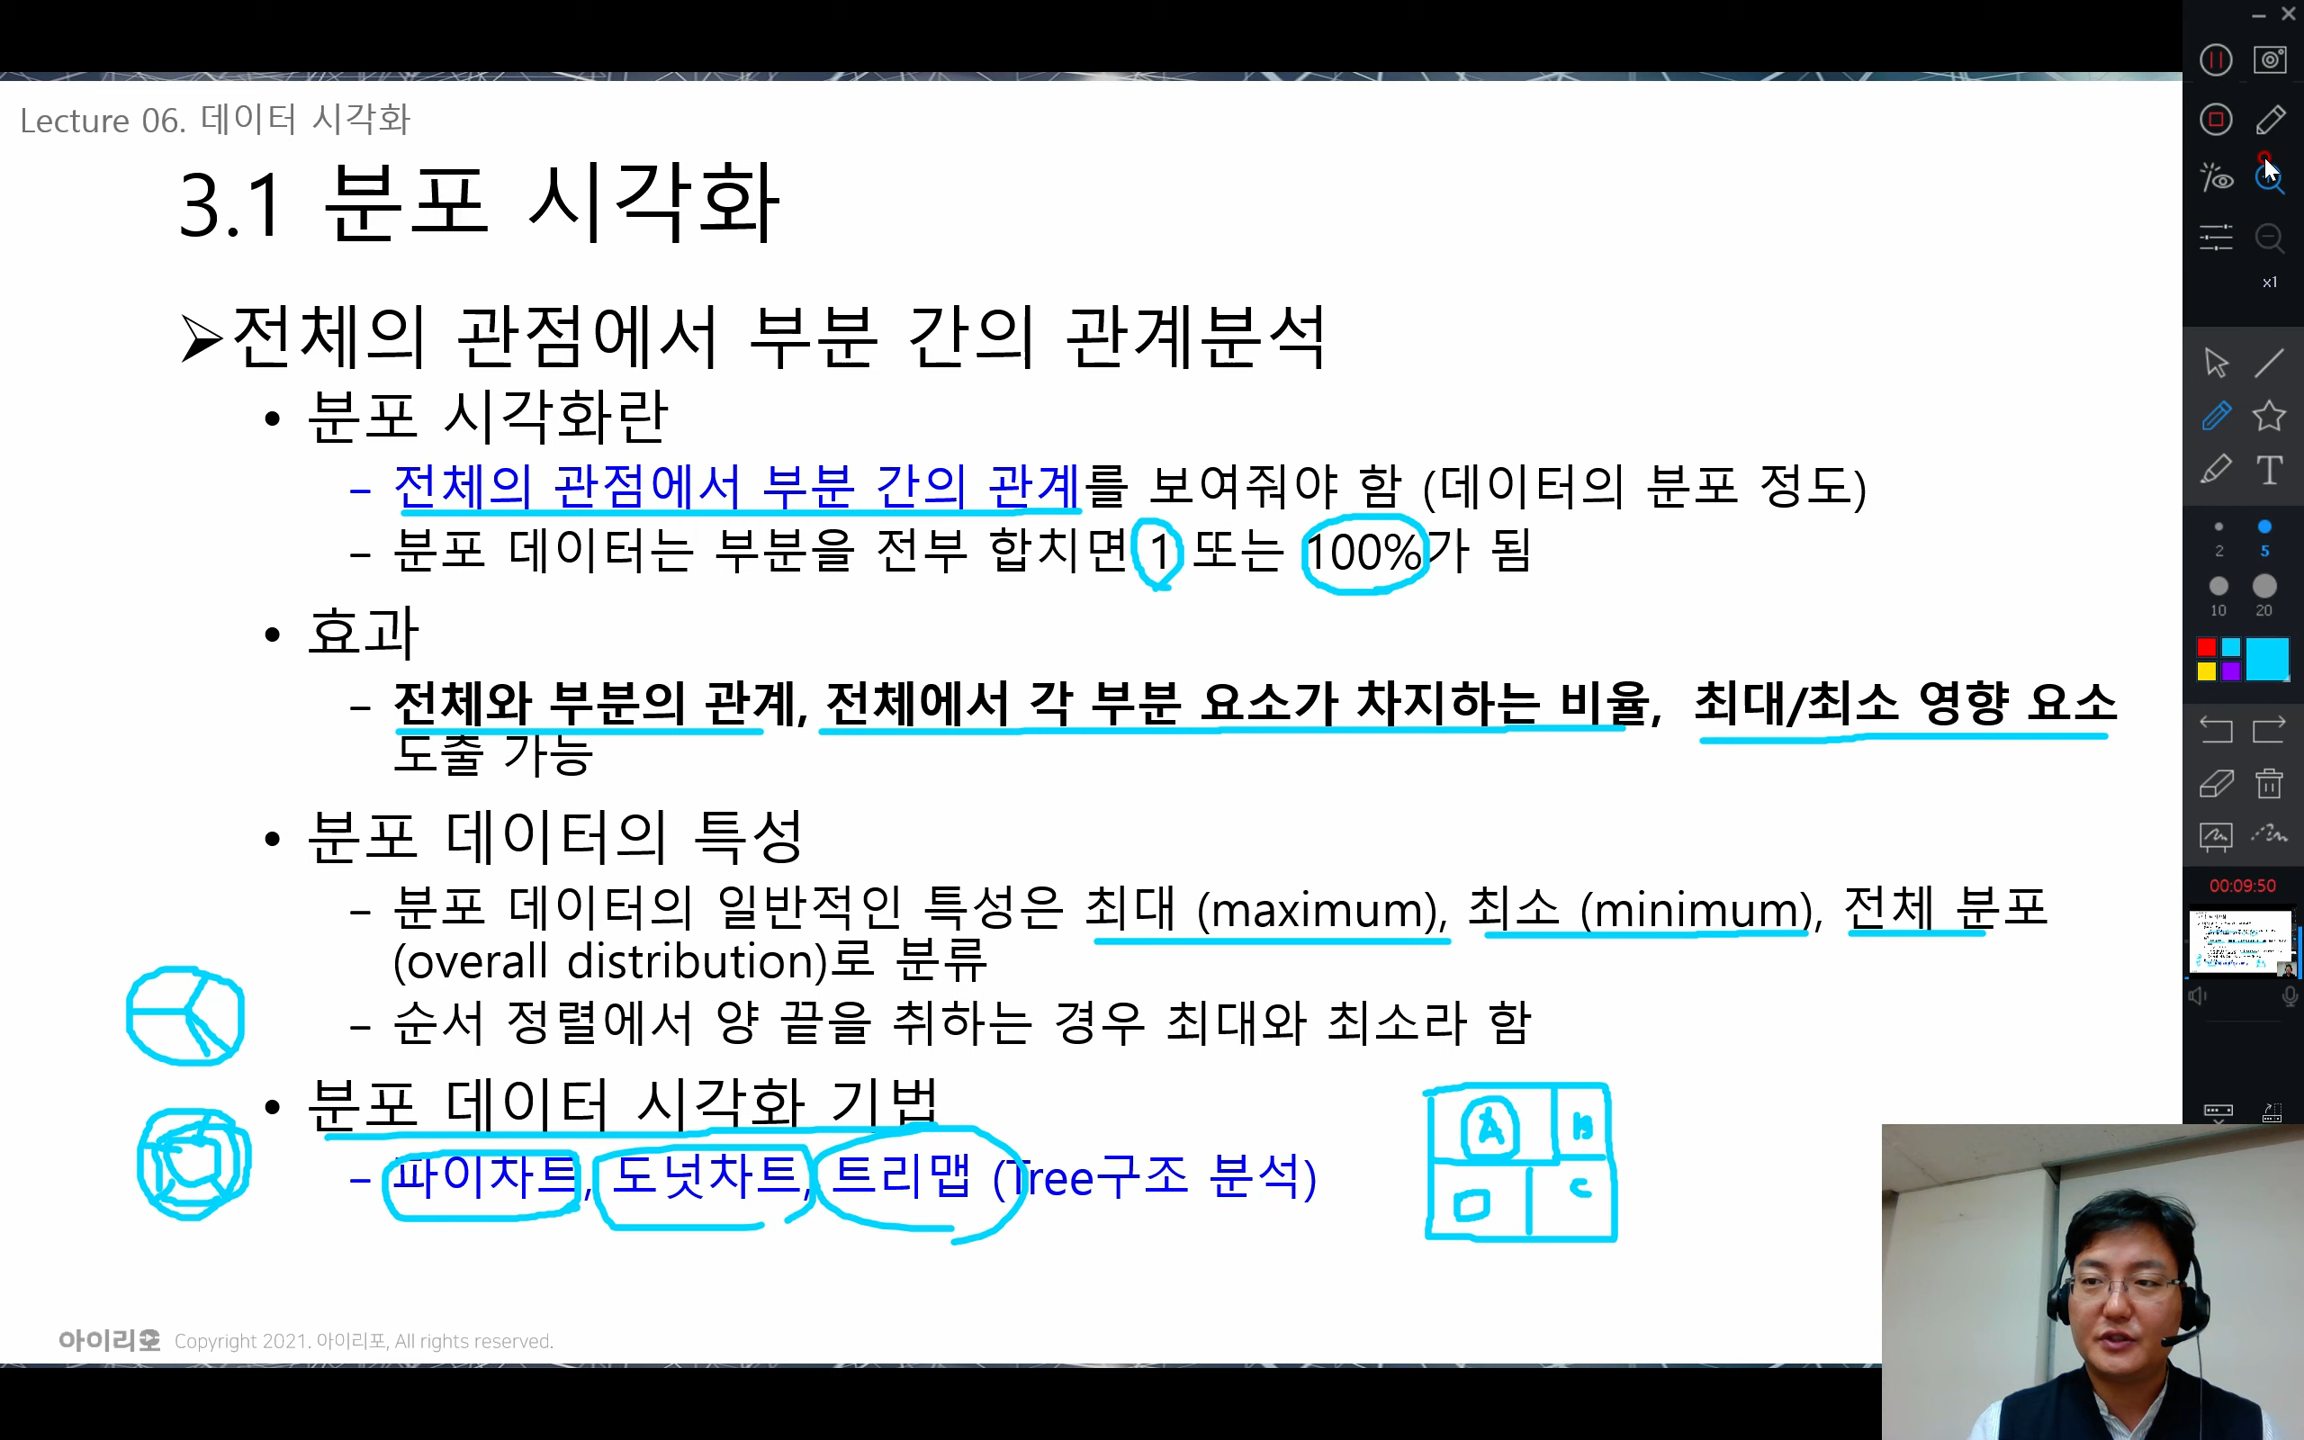 Lecture 06. 데이터 시각화
3.1 분포 시각화
➢전체의 관점에서 부분 간의 관계분석
• 분포 시각화란
– 전체의 관점에서 부분 간의 관계를 보여줘야 함 (데이터의 분포 정도)
– 분포 데이터는 부분을 전부 합치면 1 또는 100%가 됨
• 효과
– 전체와 부분의 관계, 전체에서 각 부분 요소가 차지하는 비율, 최대/최소 영향 요소
도출 가능
• 분포 데이터의 특성
– 분포 데이터의 일반적인 특성은 최대 (maximum), 최소 (minimum), 전체 분포
(overall distribution)로 분류
– 순서 정렬에서 양 끝을 취하는 경우 최대와 최소라 함
• 분포 데이터 시각화 기법
– 파이차트, 도넛차트, 트리맵 (Tree구조 분석)
A B
C
아이리포 Copyright 2021. 아이리포, All rights reserved.
x1
T
2 5
10 20
00:09:50